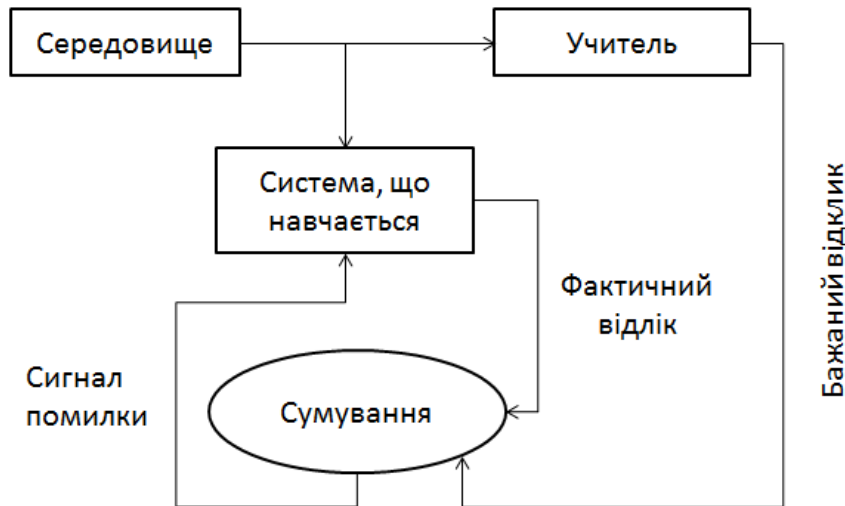 Середовище
Учитель
Система, що
навчається
Фактичний
відлік
Бажаний відклик
Сигнал
помилки
Сумування